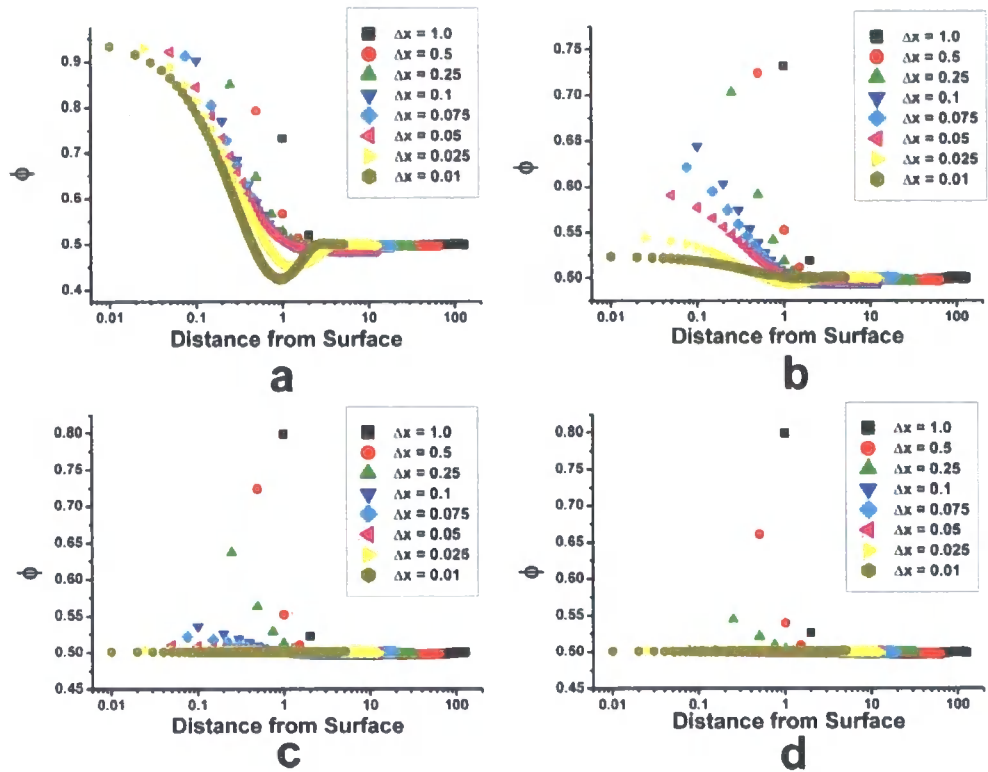 Δx = 1.0
Δx = 0.5
Δx = 0.25
Δx = 0.1
Δx = 0.075
Δx = 0.05
Δx = 0.025
Δx = 0.01
0.9
0.8
0.7
0.6
0.5
0.4
ϕ
0.01 0.1 1 10 100
Distance from Surface
a
Δx = 1.0
Δx = 0.5
Δx = 0.25
Δx = 0.1
Δx = 0.075
Δx = 0.05
Δx = 0.025
Δx = 0.01
0.75
0.70
0.65
0.60
0.55
0.50
ϕ
0.01 0.1 1 10 100
Distance from Surface
b
Δx = 1.0
Δx = 0.5
Δx = 0.25
Δx = 0.1
Δx = 0.075
Δx = 0.05
Δx = 0.025
Δx = 0.01
0.80
0.75
0.70
0.65
0.60
0.55
0.50
0.45
ϕ
0.01 0.1 1 10 100
Distance from Surface
c
Δx = 1.0
Δx = 0.5
Δx = 0.25
Δx = 0.1
Δx = 0.075
Δx = 0.05
Δx = 0.025
Δx = 0.01
0.80
0.75
0.70
0.65
0.60
0.55
0.50
0.45
ϕ
0.01 0.1 1 10 100
Distance from Surface
d